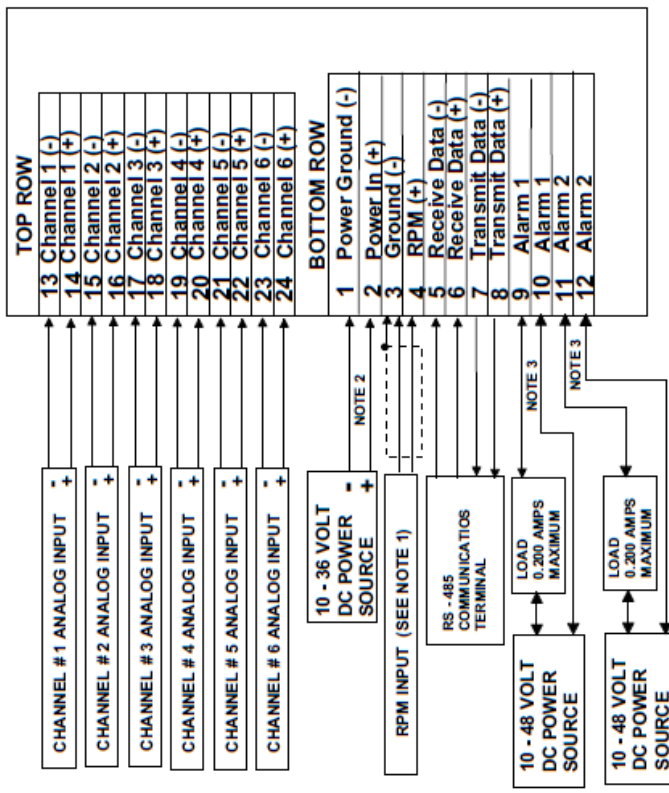 TOP ROW
13 Channel 1 (-)
14 Channel 1 (+)
15 Channel 2 (-)
16 Channel 2 (+)
17 Channel 3 (-)
18 Channel 3 (+)
19 Channel 4 (-)
20 Channel 4 (+)
21 Channel 5 (-)
22 Channel 5 (+)
23 Channel 6 (-)
24 Channel 6 (+)
BOTTOM ROW
1 Power Ground (-)
2 Power In (+)
3 Ground (-)
4 RPM (+)
5 Receive Data (-)
6 Receive Data (+)
7 Transmit Data (-)
8 Transmit Data (+)
9 Alarm 1
10 Alarm 1
11 Alarm 2
12 Alarm 2
CHANNEL # 1 ANALOG INPUT - +
CHANNEL # 2 ANALOG INPUT - +
CHANNEL # 3 ANALOG INPUT - +
CHANNEL # 4 ANALOG INPUT - +
CHANNEL # 5 ANALOG INPUT - +
CHANNEL # 6 ANALOG INPUT - +
10 - 36 VOLT -
DC POWER
SOURCE +
NOTE 2
RPM INPUT (SEE NOTE 1)
RS - 485
COMMUNICATIOS
TERMINAL
LOAD
0.200 AMPS
MAXIMUM
NOTE 3
10 - 48 VOLT
DC POWER
SOURCE
LOAD
0.200 AMPS
MAXIMUM
NOTE 3
10 - 48 VOLT
DC POWER
SOURCE